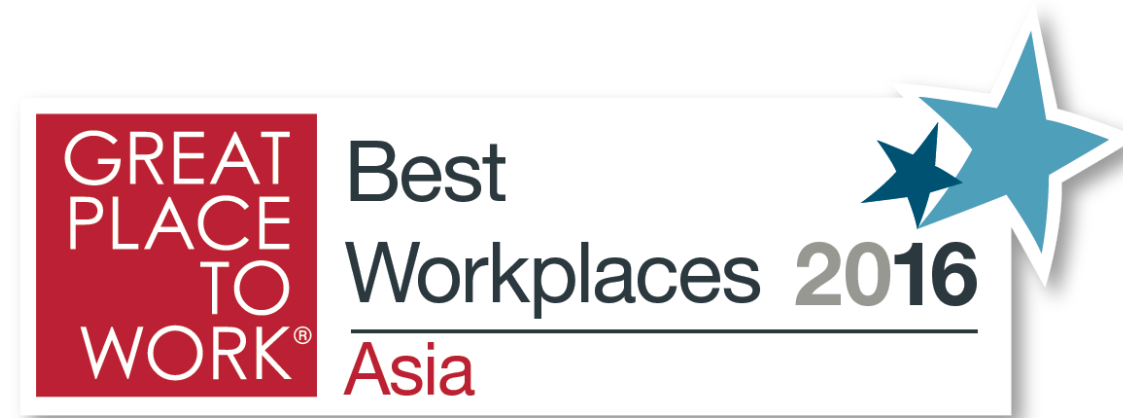 GREAT
PLACE
TO
WORK®
Best
Workplaces 2016
Asia